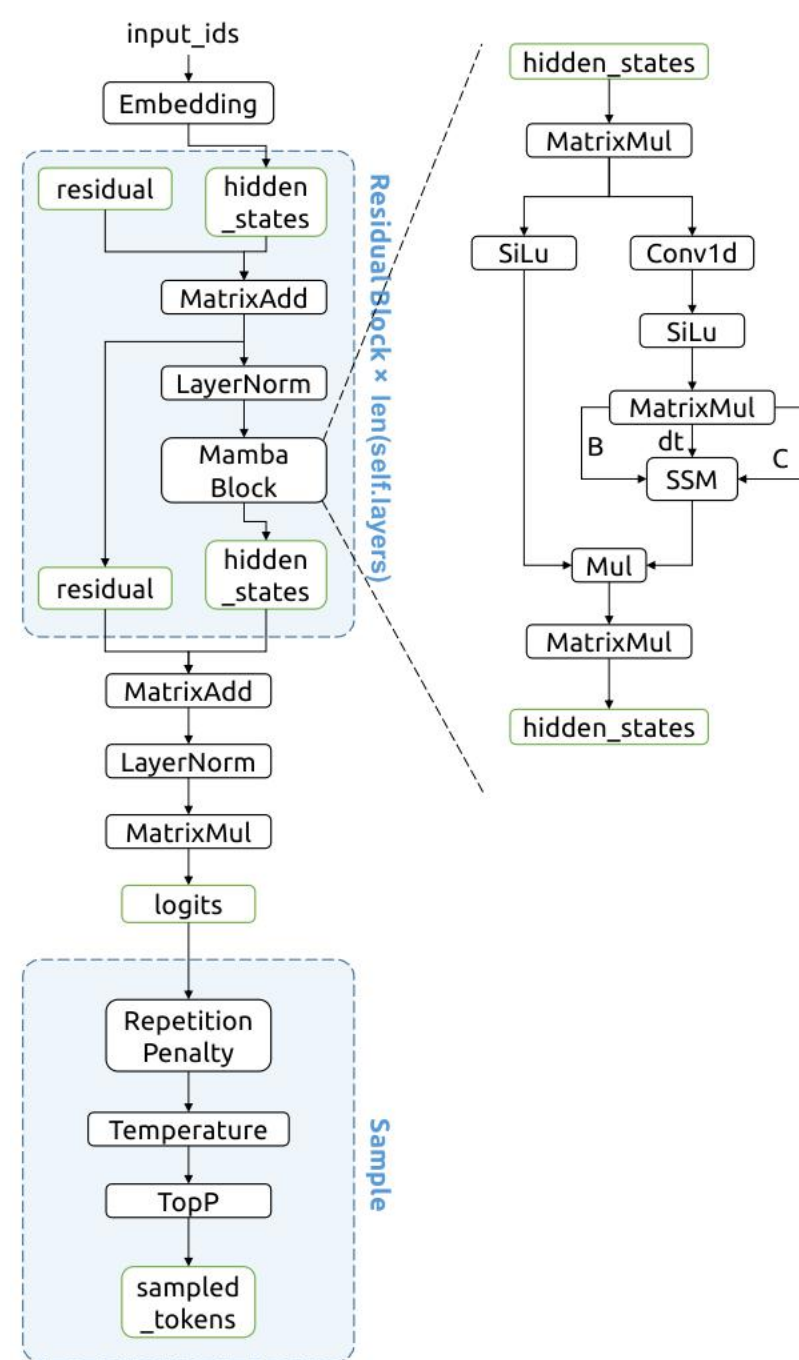 input_ids
Embedding
residual
hidden
_states
MatrixAdd
LayerNorm
Mamba
Block
residual
hidden
_states
Residual Block × len(self.layers)
MatrixAdd
LayerNorm
MatrixMul
logits
Repetition
Penalty
Temperature
TopP
sampled
_tokens
Sample
hidden_states
MatrixMul
SiLu
Conv1d
SiLu
MatrixMul
B
dt
C
SSM
Mul
MatrixMul
hidden_states